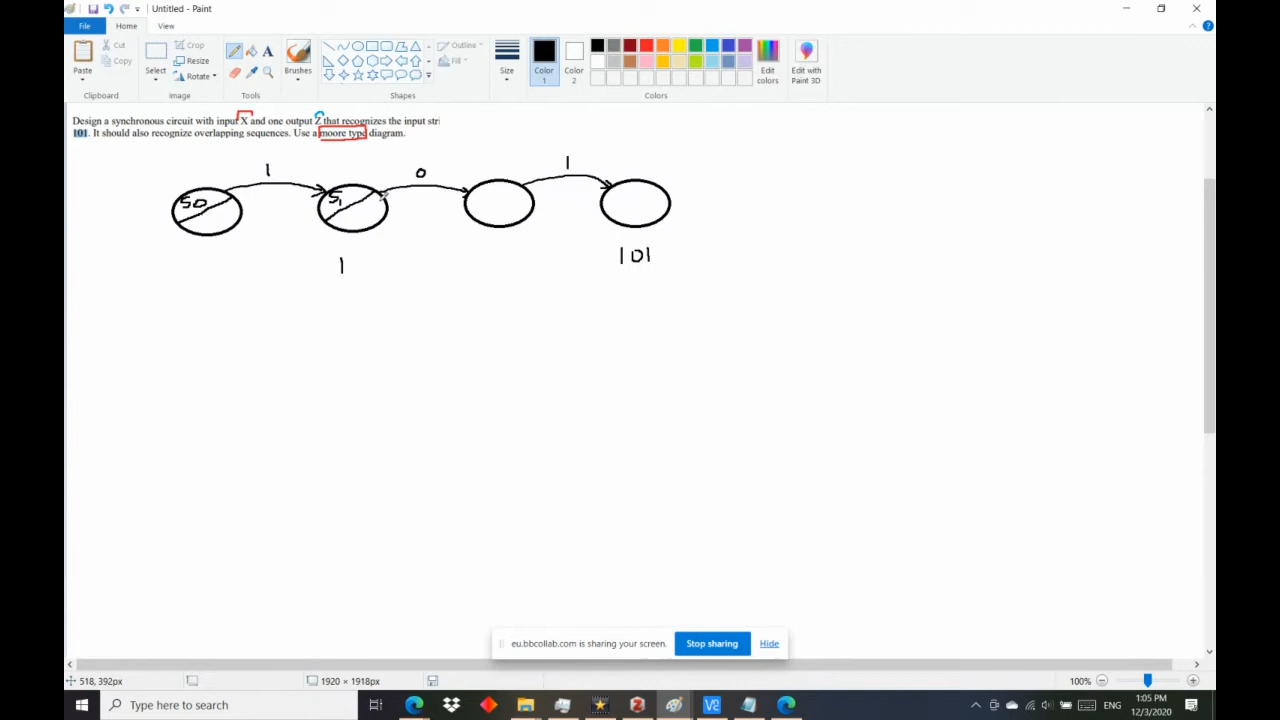 Untitled - Paint
File Home View
Paste
Cut
Copy
Clipboard
Select
Crop
Resize
Rotate
Image
Tools
Brushes
Shapes
Outline
Fill
Size
Color 1
Color 2
Colors
Edit colors
Edit with Paint 3D
Design a synchronous circuit with input X and one output Z that recognizes the input stri
101. It should also recognize overlapping sequences. Use a moore type diagram.
1 0 1
S0 S1
1 101
eu.bbcollab.com is sharing your screen. Stop sharing Hide
518, 392px 1920 × 1918px 100%
Type here to search
ENG
1:05 PM
12/3/2020